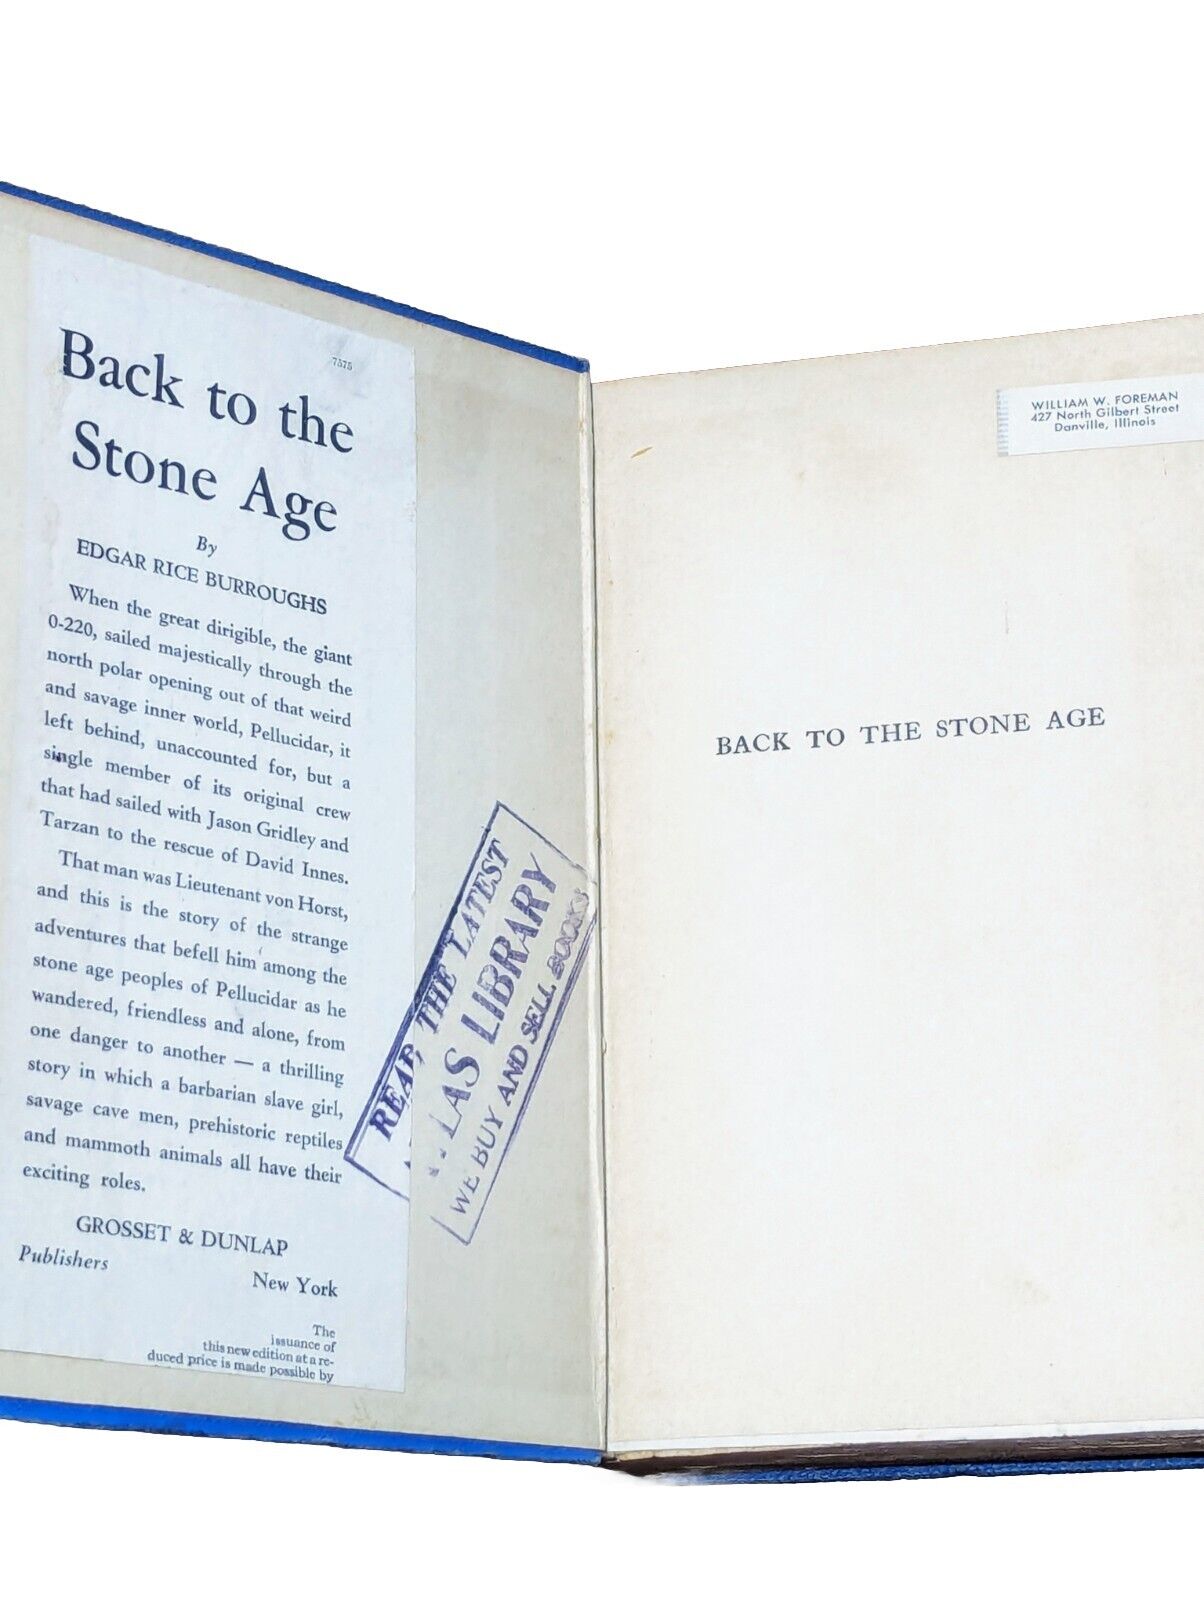 Back to the
7575
Stone Age
By
EDGAR RICE BURROUGHS
When the great dirigible, the giant
0-220, sailed majestically through the
north polar opening out of that weird
and savage inner world, Pellucidar, it
left behind, unaccounted for, but a
single member of its original crew
that had sailed with Jason Gridley and
Tarzan to the rescue of David Innes.
That man was Lieutenant von Horst,
and this is the story of the strange
adventures that befell him among the
stone age peoples of Pellucidar as he
wandered, friendless and alone, from
one danger to another — a thrilling
story in which a barbarian slave girl,
savage cave men, prehistoric reptiles
and mammoth animals all have their
exciting roles.
GROSSET & DUNLAP
Publishers
New York
The
issuance of
this new edition at a re-
duced price is made possible by
READ THE LATEST
LAS LIBRARY
WE BUY AND SELL BOOKS
WILLIAM W. FOREMAN
427 North Gilbert Street
Danville, Illinois
BACK TO THE STONE AGE